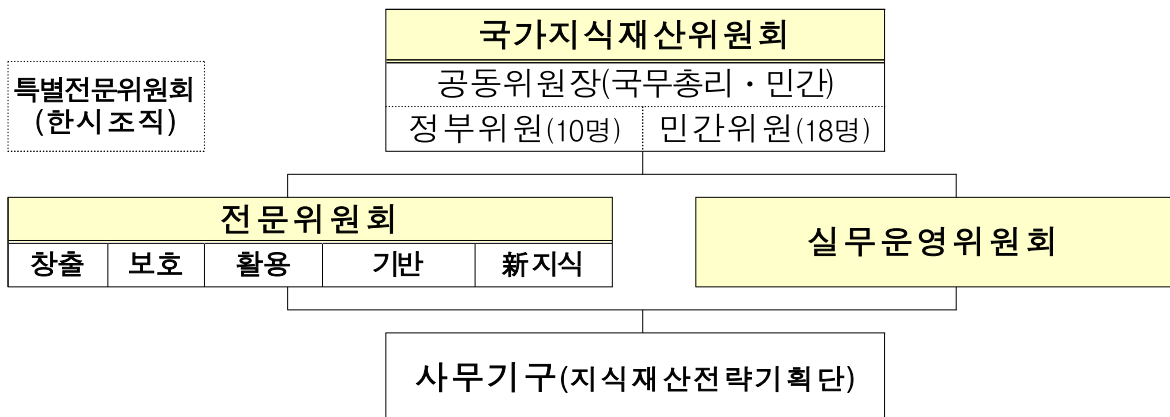 국가지식재산위원회
공동위원장(국무총리・민간)
정부위원(10명) 민간위원(18명)
특별전문위원회
(한시조직)
전문위원회
창출 보호 활용 기반 新지식
실무운영위원회
사무기구(지식재산전략기획단)